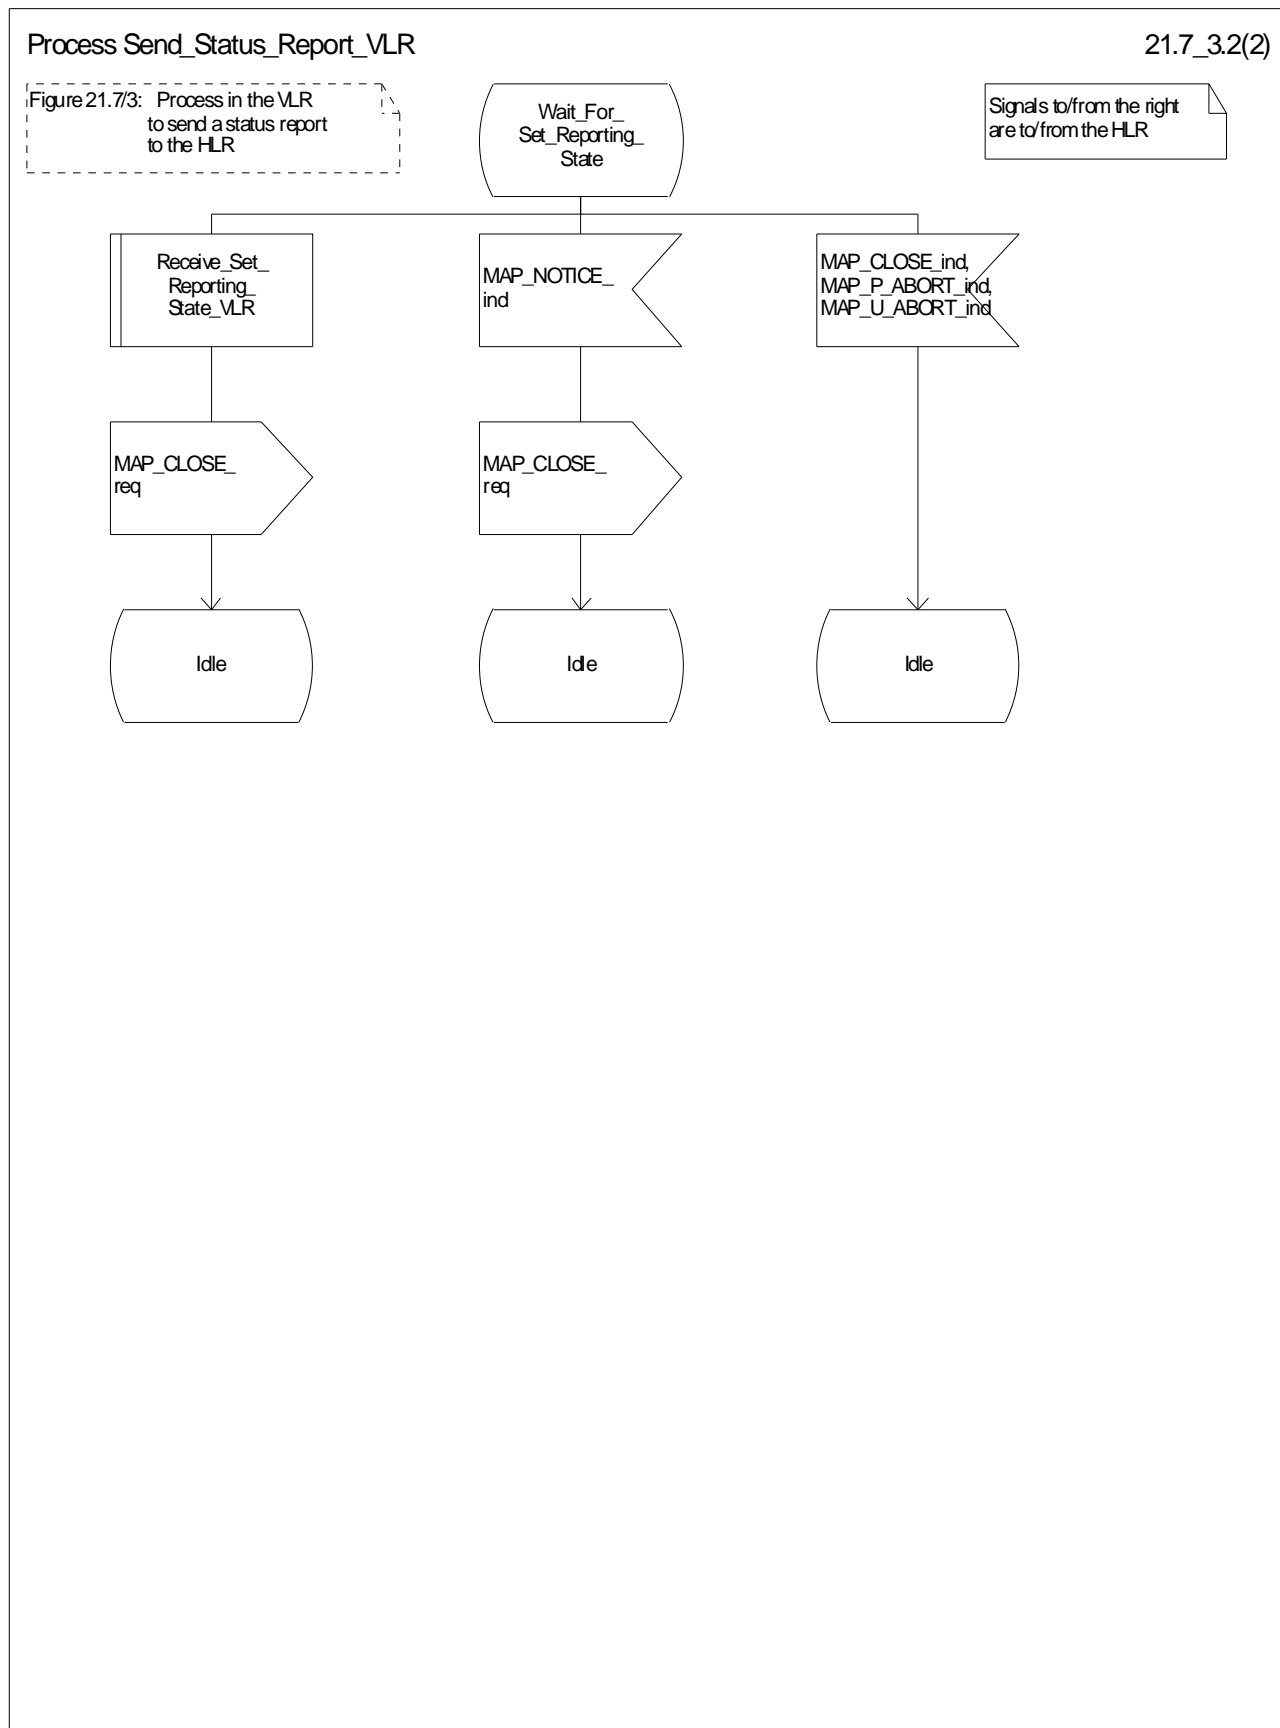 Process Send_Status_Report_VLR
21.7_3.2(2)
Figure 21.7/3: Process in the VLR
to send a status report
to the HLR
Wait_For_
Set_Reporting_
State
Signals to/from the right
are to/from the HLR
Receive_Set_
Reporting_
State_VLR
MAP_NOTICE_
ind
MAP_CLOSE_ind,
MAP_P_ABORT_ind,
MAP_U_ABORT_ind
MAP_CLOSE_
req
MAP_CLOSE_
req
Idle
Idle
Idle